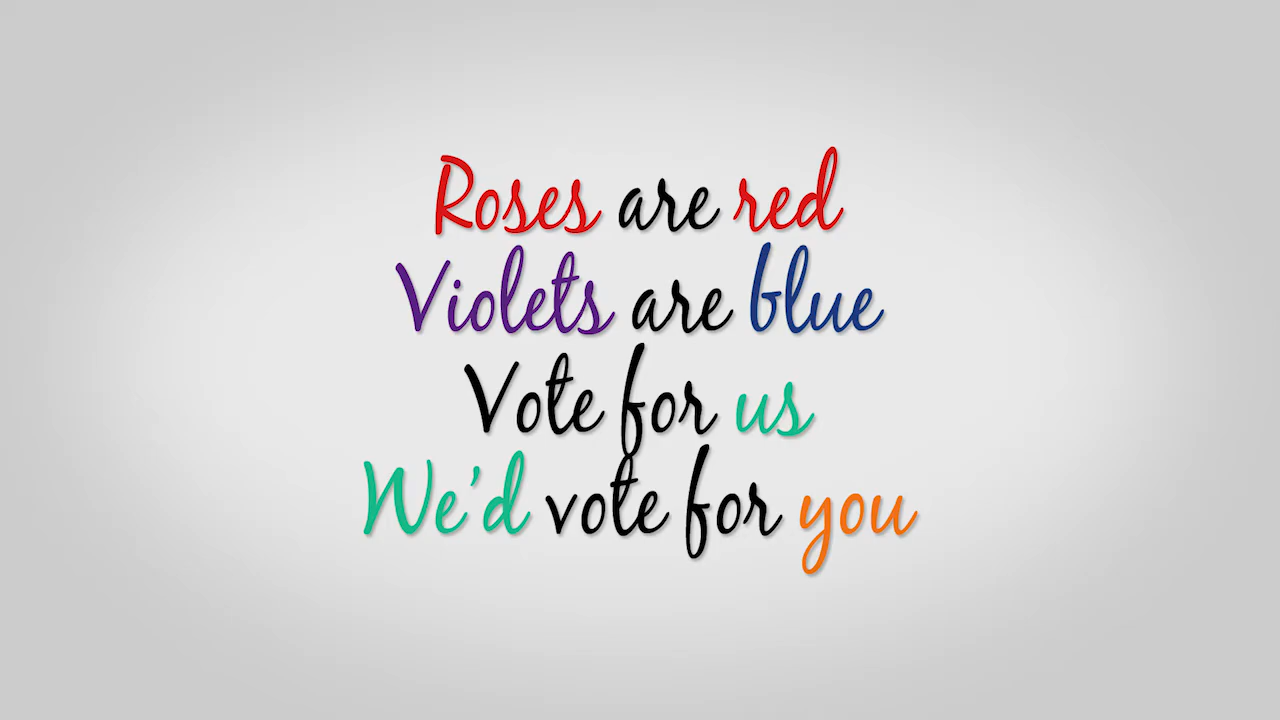 Roses are red
Violets are blue
Vote for us
We'd vote for you